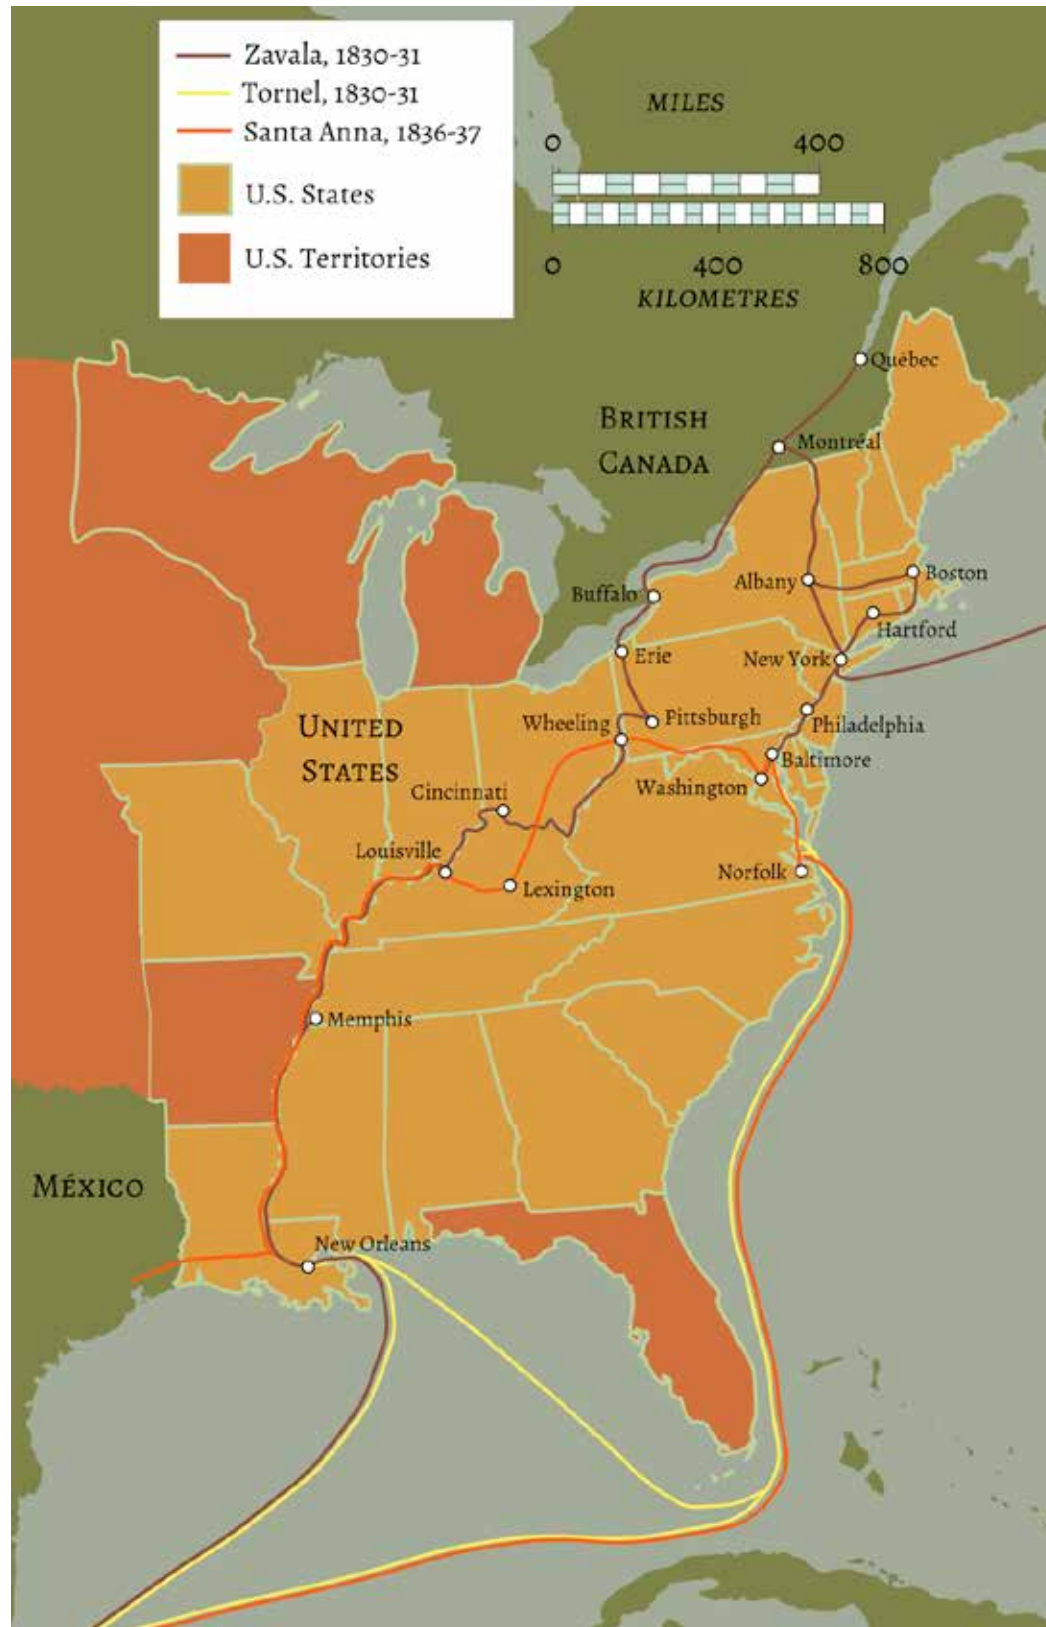 Zavala, 1830-31
Tornel, 1830-31
Santa Anna, 1836-37
U.S. States
U.S. Territories
MILES
0 400
0 400 800
KILOMETRES
Québec
BRITISH
CANADA
Montréal
Buffalo
Albany
Boston
Hartford
Erie
New York
UNITED
STATES
Wheeling
Pittsburgh
Philadelphia
Baltimore
Cincinnati
Washington
Louisville
Lexington
Norfolk
Memphis
MÉXICO
New Orleans